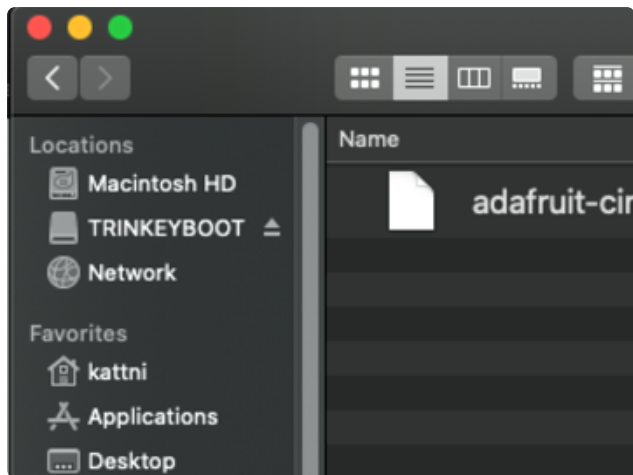 Locations
Macintosh HD
TRINKEYBOOT
Network
Favorites
kattni
Applications
Desktop
Name
adafruit-cir